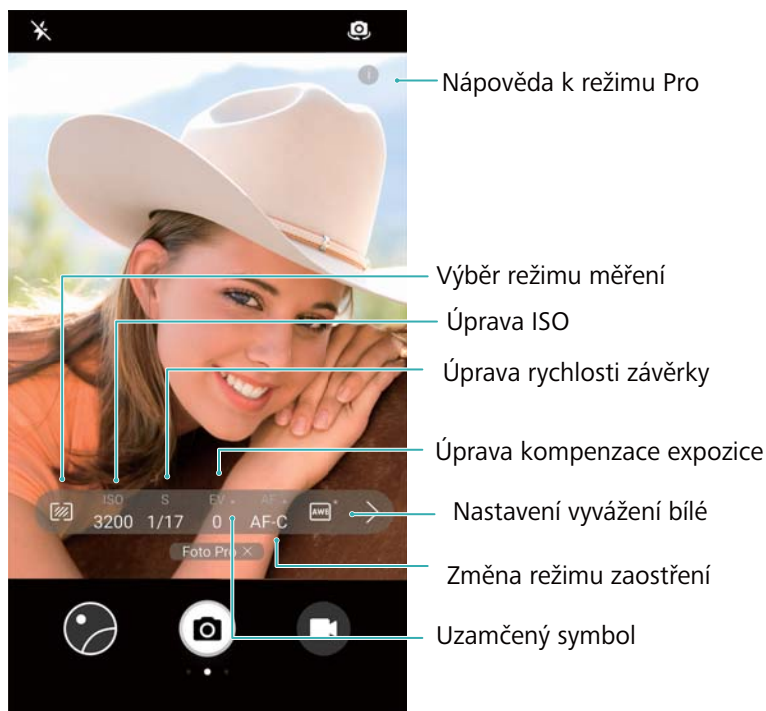 Nápověda k režimu Pro
Výběr režimu měření
Úprava ISO
Úprava rychlosti závěrky
Úprava kompenzace expozice
ISO S EV AF
3200 1/17 0 AF-C AWB
Nastavení vyvážení bílé
Foto Pro ×
Změna režimu zaostření
Uzamčený symbol